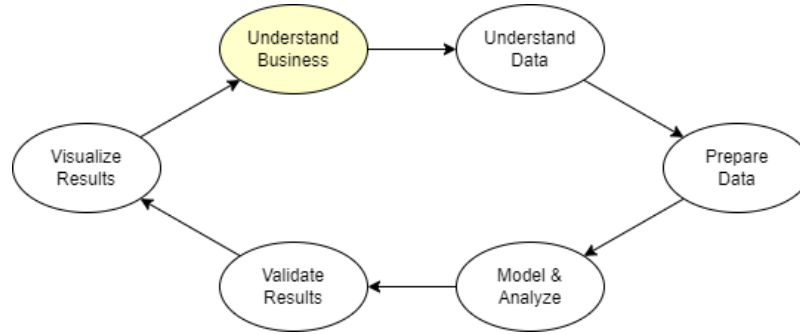 Understand
Business
Understand
Data
Prepare
Data
Model &
Analyze
Validate
Results
Visualize
Results